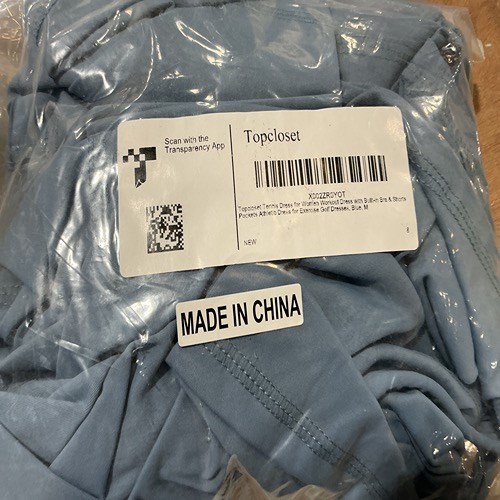 Scan with the
Transparency App
Topcloset
X002ZR0YOT
Topcloset Tennis Dress for Women Workout Dress with Built-in Bra & Shorts
Pockets Athletic Dress for Exercise Golf Dresses, Blue, M
NEW
MADE IN CHINA